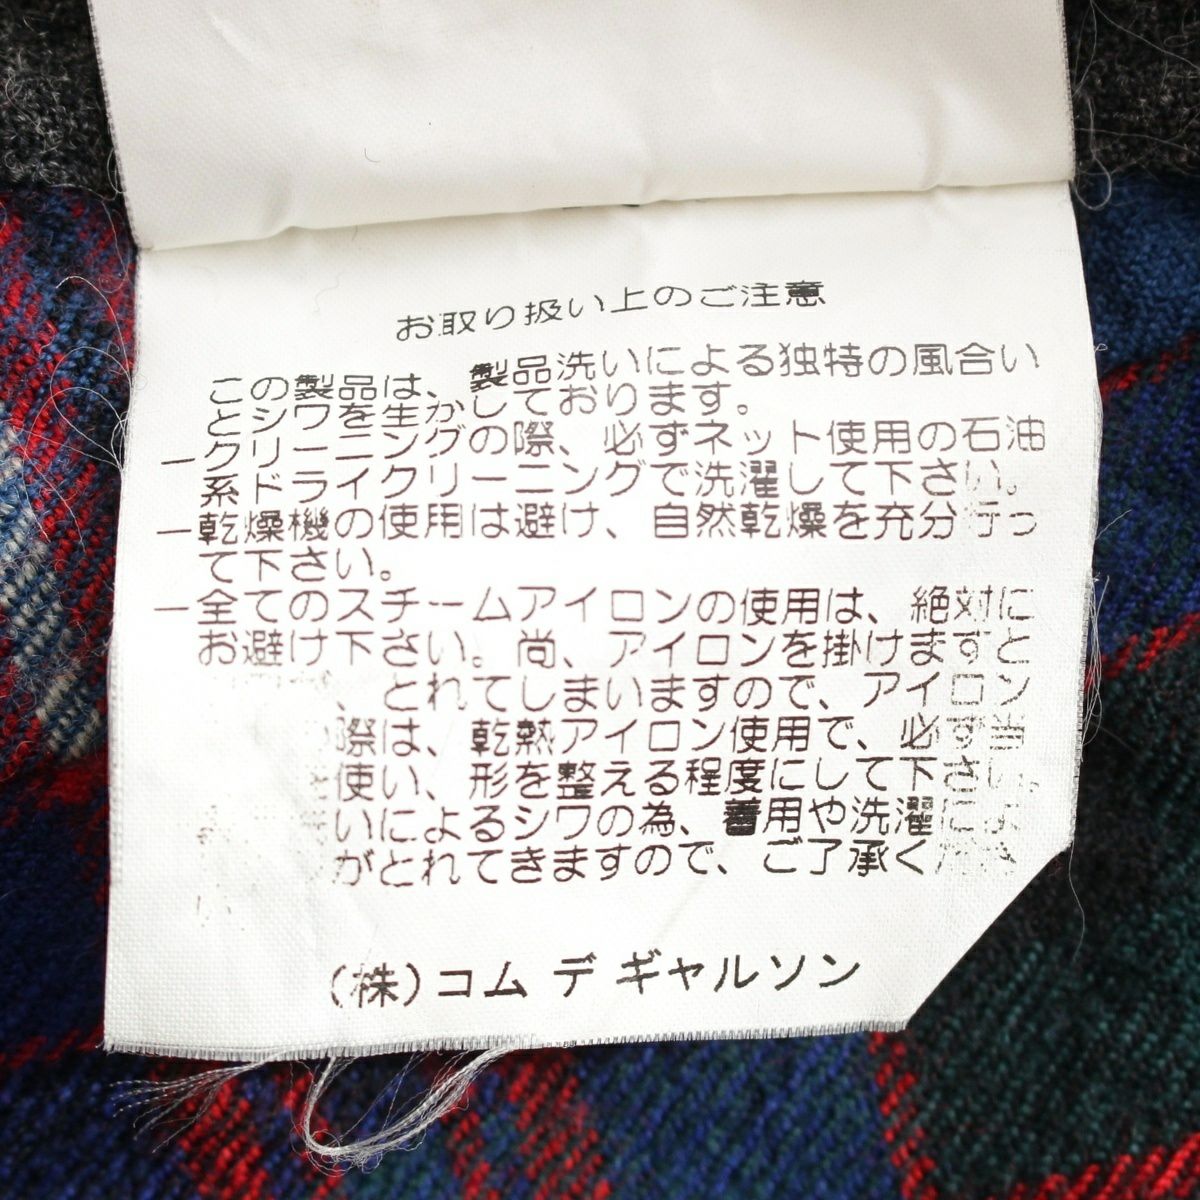 お取り扱い上のご注意
この製品は、製品洗いによる独特の風合い
とシワを生かしております。
ークリーニングの際、必ずネット使用の石油
系ドライクリーニングで洗濯して下さい。
ー乾燥機の使用は避け、自然乾燥を充分行っ
て下さい。
ー全てのスチームアイロンの使用は、絶対に
お避け下さい。尚、アイロンを掛けますと
、とれてしまいますので、アイロン
際は、乾熱アイロン使用で、必ず当
使い、形を整える程度にして下さい。
いによるシワの為、着用や洗濯によ
がとれてきますので、ご了承くださ
(株)コム デ ギャルソン